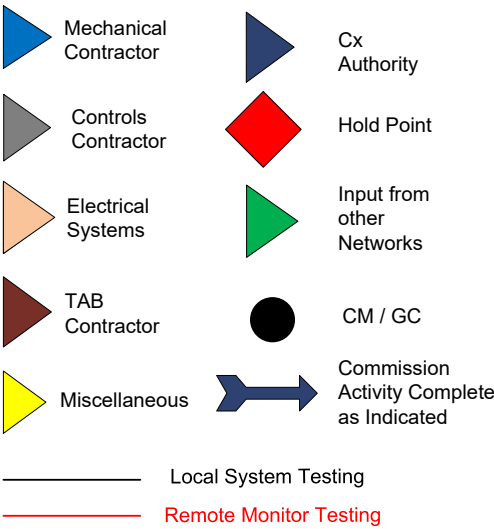 Mechanical
Contractor
Cx
Authority
Controls
Contractor
Hold Point
Electrical
Systems
Input from
other
Networks
TAB
Contractor
CM / GC
Miscellaneous
Commission
Activity Complete
as Indicated
Local System Testing
Remote Monitor Testing